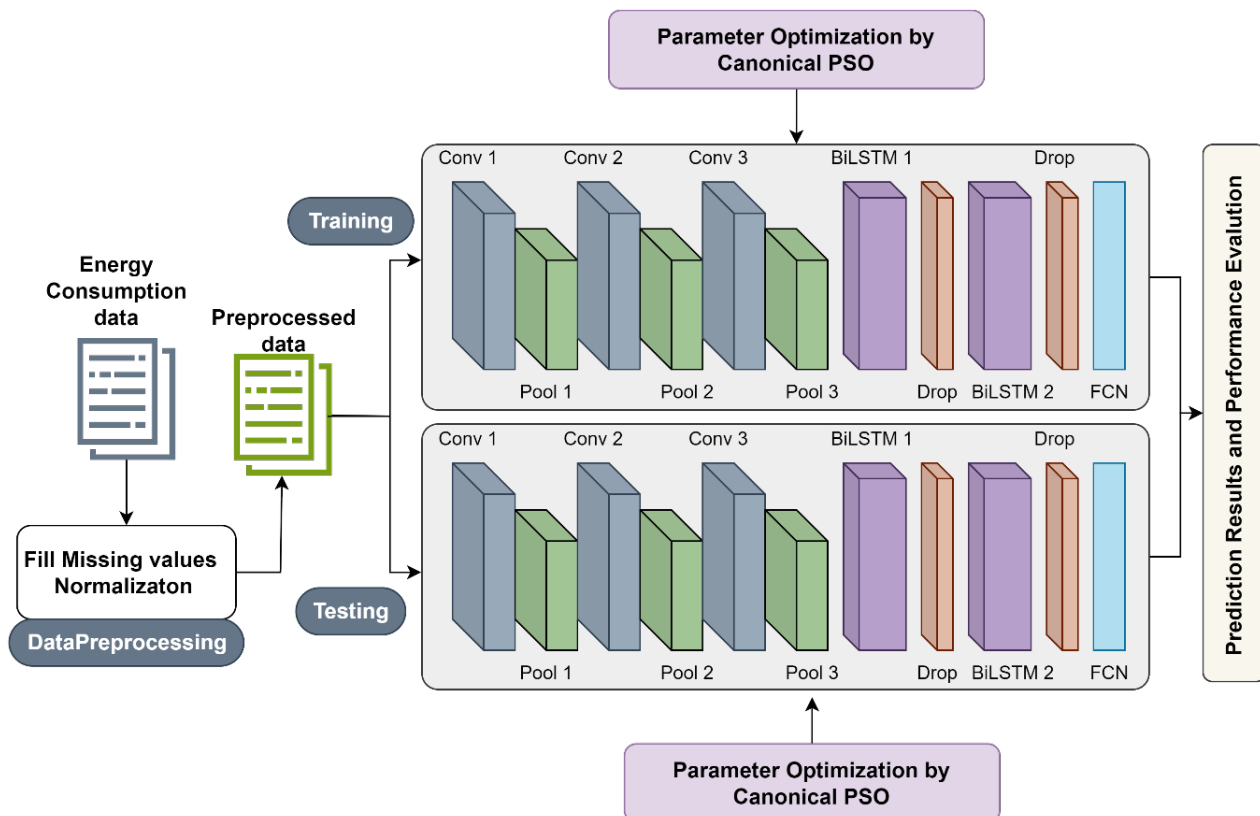 Parameter Optimization by
Canonical PSO
Conv 1
Conv 2
Conv 3
BiLSTM 1
Drop
Training
Pool 1
Pool 2
Pool 3
Drop
BiLSTM 2
FCN
Energy
Consumption
data
Preprocessed
data
Fill Missing values
Normalizaton
DataPreprocessing
Conv 1
Conv 2
Conv 3
BiLSTM 1
Drop
Testing
Pool 1
Pool 2
Pool 3
Drop
BiLSTM 2
FCN
Parameter Optimization by
Canonical PSO
Prediction Results and Performance Evalution